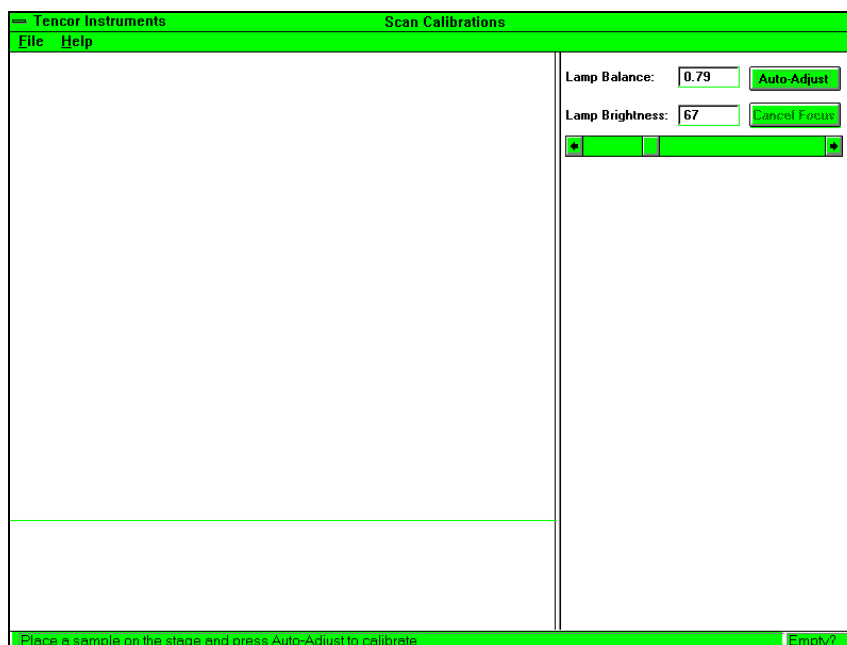 Tencor Instruments Scan Calibrations
File Help
Lamp Balance: 0.79 Auto-Adjust
Lamp Brightness: 67 Cancel Focus
Place a sample on the stage and press Auto-Adjust to calibrate Empty?